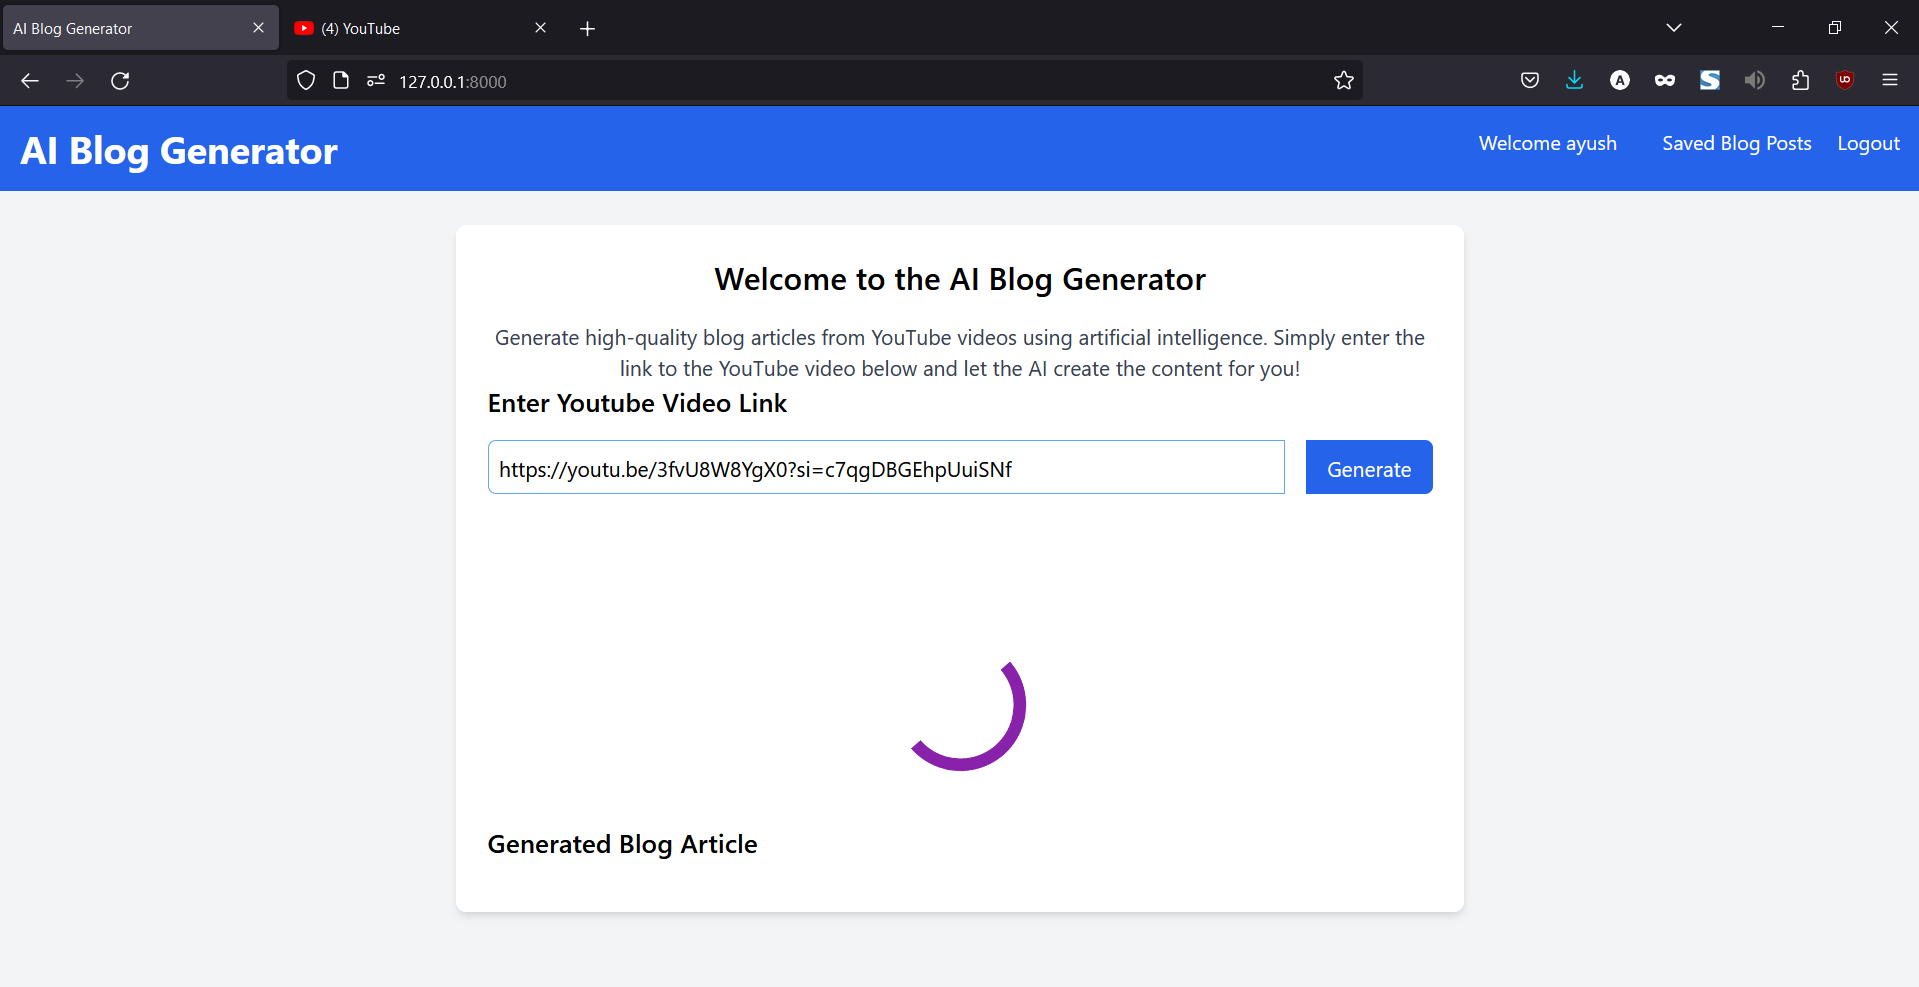 AI Blog Generator
(4) YouTube
127.0.0.1:8000
AI Blog Generator
Welcome ayush
Saved Blog Posts
Logout
Welcome to the AI Blog Generator
Generate high-quality blog articles from YouTube videos using artificial intelligence. Simply enter the
link to the YouTube video below and let the AI create the content for you!
Enter Youtube Video Link
https://youtu.be/3fvU8W8YgX0?si=c7qgDBGEhpUuiSNf
Generate
Generated Blog Article